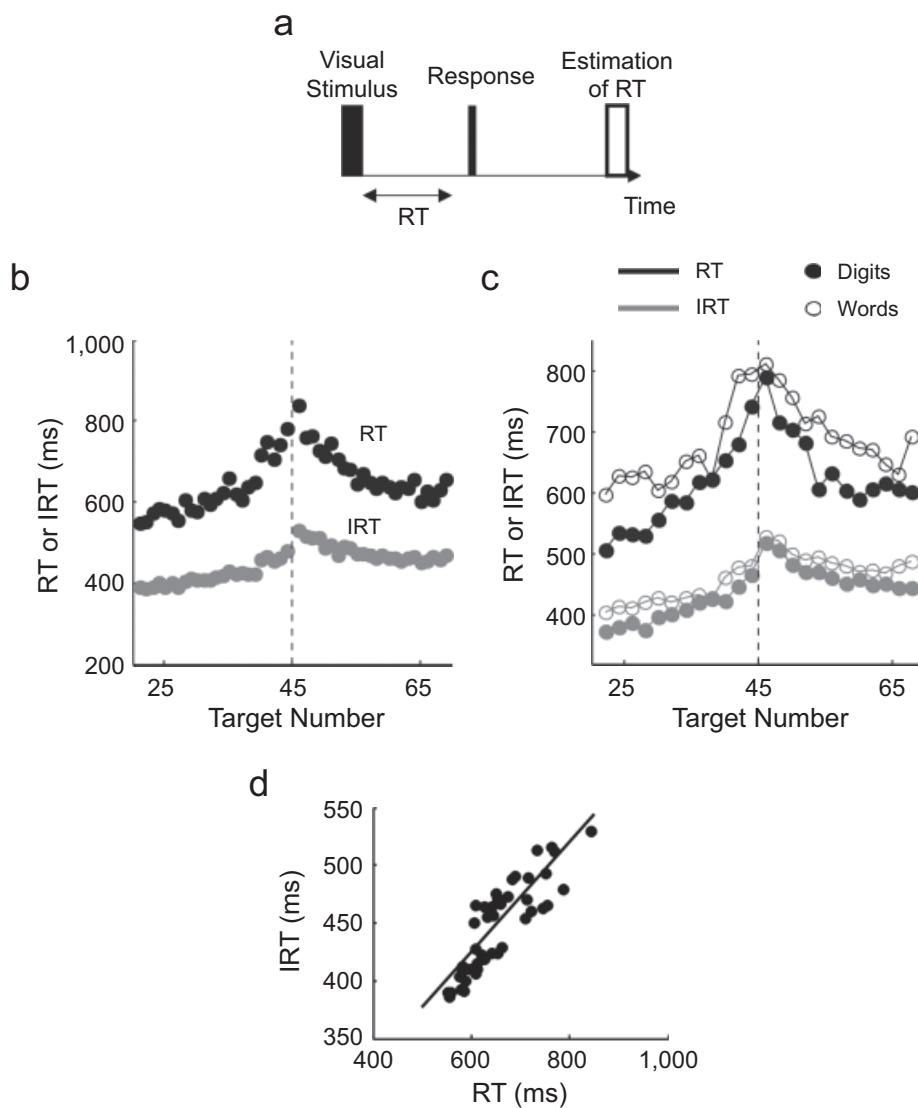 a
Visual
Stimulus
Response
Estimation
of RT
RT
Time
b
RT or IRT (ms)
1,000
800
600
400
200
RT
IRT
25
45
65
Target Number
c
RT
IRT
Digits
Words
RT or IRT (ms)
800
700
600
500
400
25
45
65
Target Number
d
IRT (ms)
550
500
450
400
350
400
600
800
1,000
RT (ms)